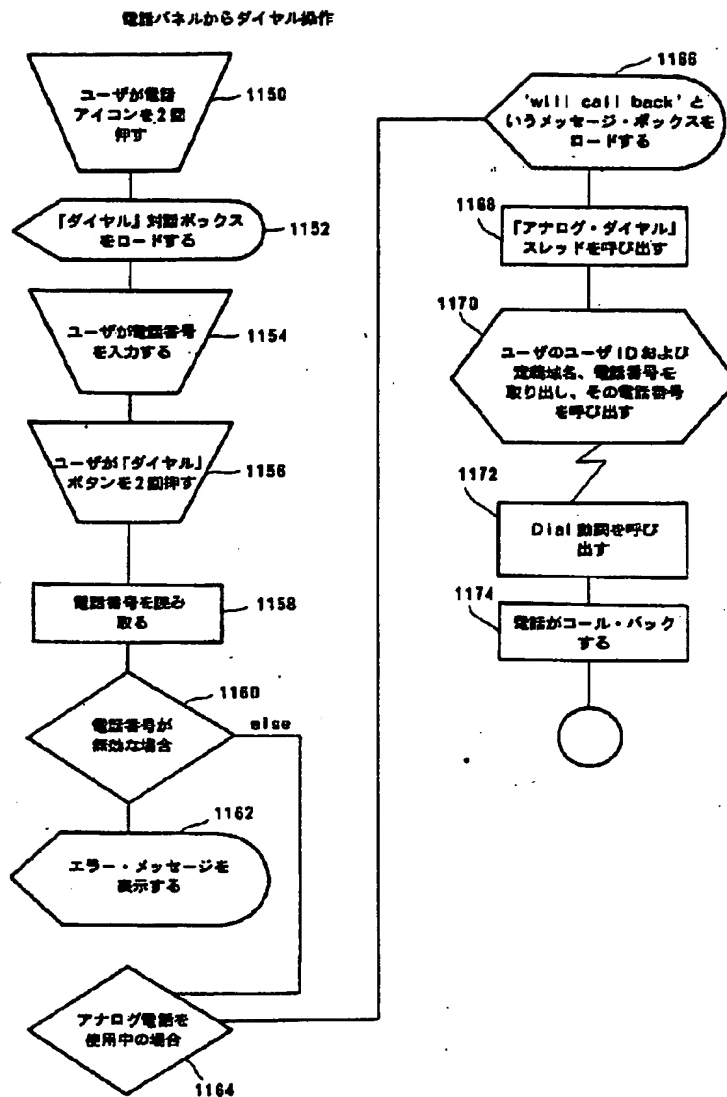 電話パネルからダイヤル操作
ユーザが電話
アイコンを2回
押す
1150
『ダイヤル』対話ボックス
をロードする
1152
ユーザが電話番号
を入力する
1154
ユーザが「ダイヤル」
ボタンを2回押す
1156
電話番号を読み
取る
1158
1160
電話番号が
無効な場合
else
1162
エラー・メッセージを
表示する
アナログ電話を
使用中の場合
1164
1166
'will call back' と
いうメッセージ・ボックスを
ロードする
1168
『アナログ・ダイヤル』
スレッドを呼び出す
1170
ユーザのユーザIDおよび
域名、電話番号を
取り出し、その電話番号
を呼び出す
1172
Dial 動詞を呼び
出す
1174
電話がコール・バック
する